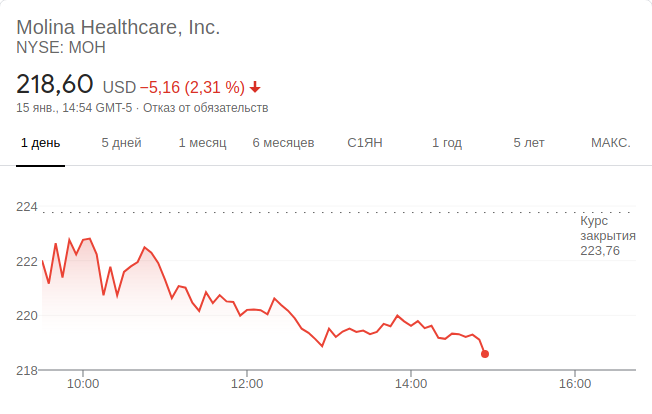 Molina Healthcare, Inc.
NYSE: MOH
218,60 USD −5,16 (2,31 %)
15 янв., 14:54 GMT-5 · Отказ от обязательств
1 день 5 дней 1 месяц 6 месяцев С1ЯН 1 год 5 лет МАКС.
224
Курс
закрытия
223,76
222
220
218
10:00 12:00 14:00 16:00